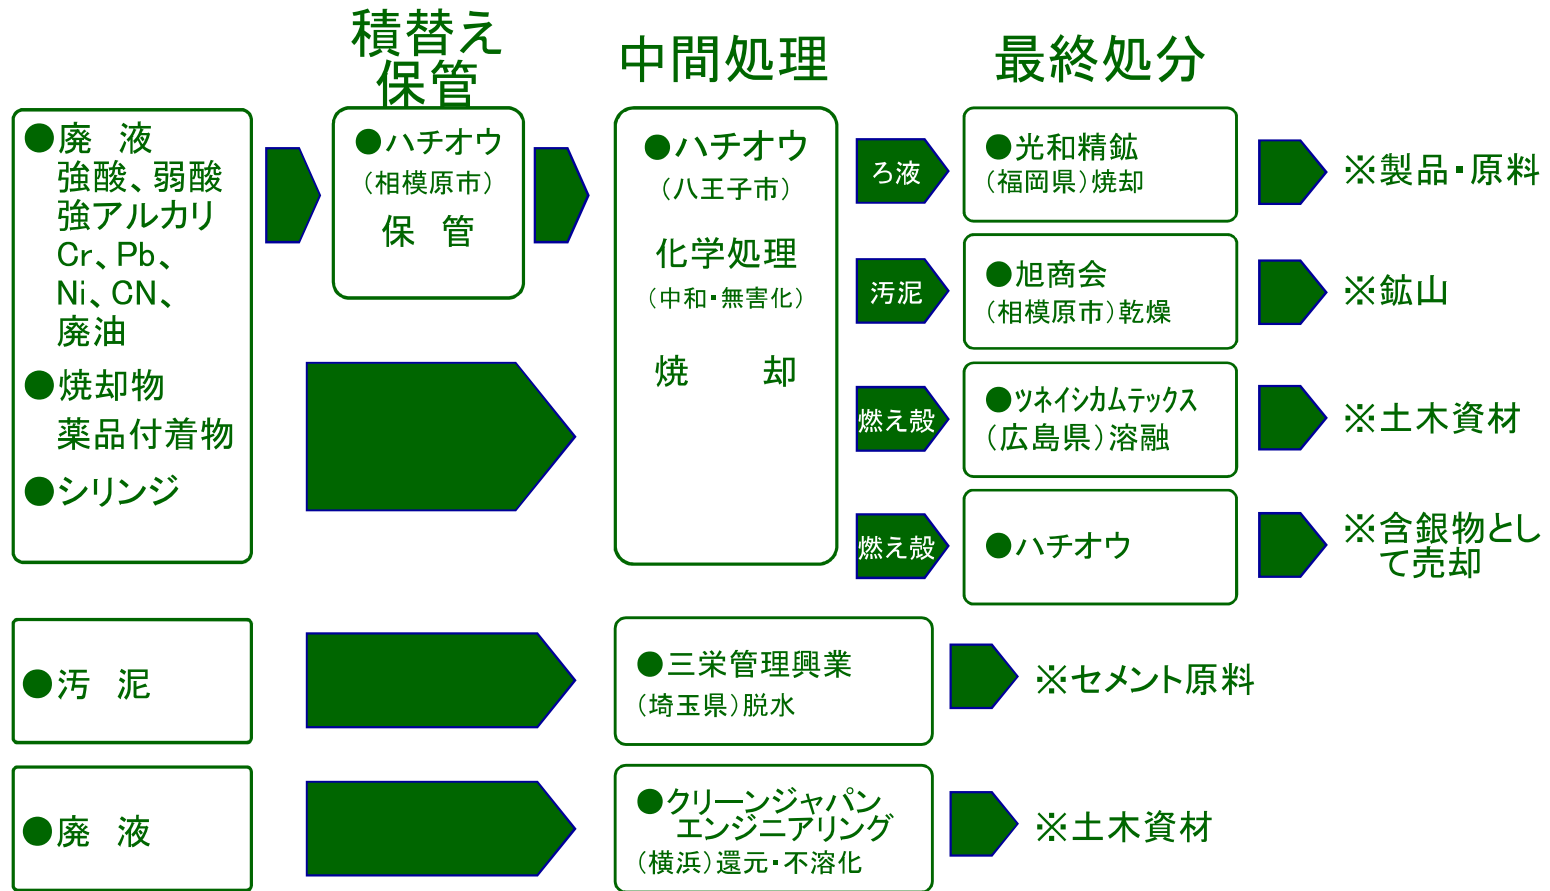 積替え
保管
中間処理
最終処分
●廃　液
強酸、弱酸
強アルカリ
Cr、Pb、
Ni、CN、
廃油
●焼却物
薬品付着物
●シリンジ
●ハチオウ
（相模原市）
保　管
●ハチオウ
（八王子市）
化学処理
（中和・無害化）
焼　　却
ろ液
●光和精鉱
（福岡県）焼却
※製品・原料
汚泥
●旭商会
（相模原市）乾燥
※鉱山
燃え殻
●ツネイシカムテックス
（広島県）溶融
※土木資材
燃え殻
●ハチオウ
※含銀物とし
て売却
●汚　泥
●三栄管理興業
（埼玉県）脱水
※セメント原料
●廃　液
●クリーンジャパン
エンジニアリング
（横浜）還元・不溶化
※土木資材